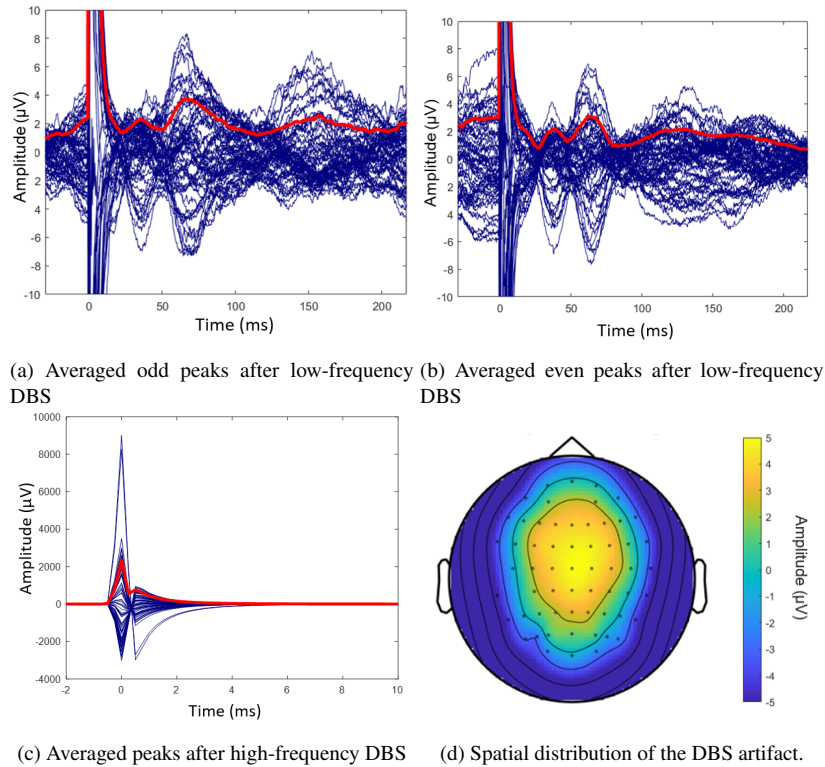 10
8
6
4
2
0
-2
-4
-6
-8
-10
Amplitude (µV)
0 50 100 150 200
Time (ms)
10
8
6
4
2
0
-2
-4
-6
-8
-10
Amplitude (µV)
0 50 100 150 200
Time (ms)
(a) Averaged odd peaks after low-frequency
DBS
(b) Averaged even peaks after low-frequency
DBS
10000
8000
6000
4000
2000
0
-2000
-4000
Amplitude (µV)
-2 0 2 4 6 8 10
Time (ms)
5
4
3
2
1
0
-1
-2
-3
-4
-5
Amplitude (µV)
(c) Averaged peaks after high-frequency DBS
(d) Spatial distribution of the DBS artifact.